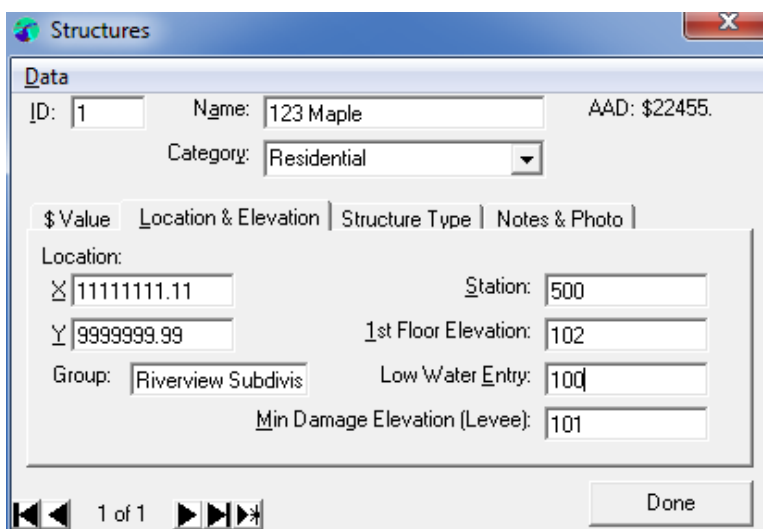 Structures
Data
ID: 1 Name: 123 Maple AAD: $22455.
Category: Residential
$ Value Location & Elevation Structure Type Notes & Photo
Location:
X 11111111.11 Station: 500
Y 9999999.99 1st Floor Elevation: 102
Group: Riverview Subdivis Low Water Entry: 100
Min Damage Elevation (Levee): 101
1 of 1 Done